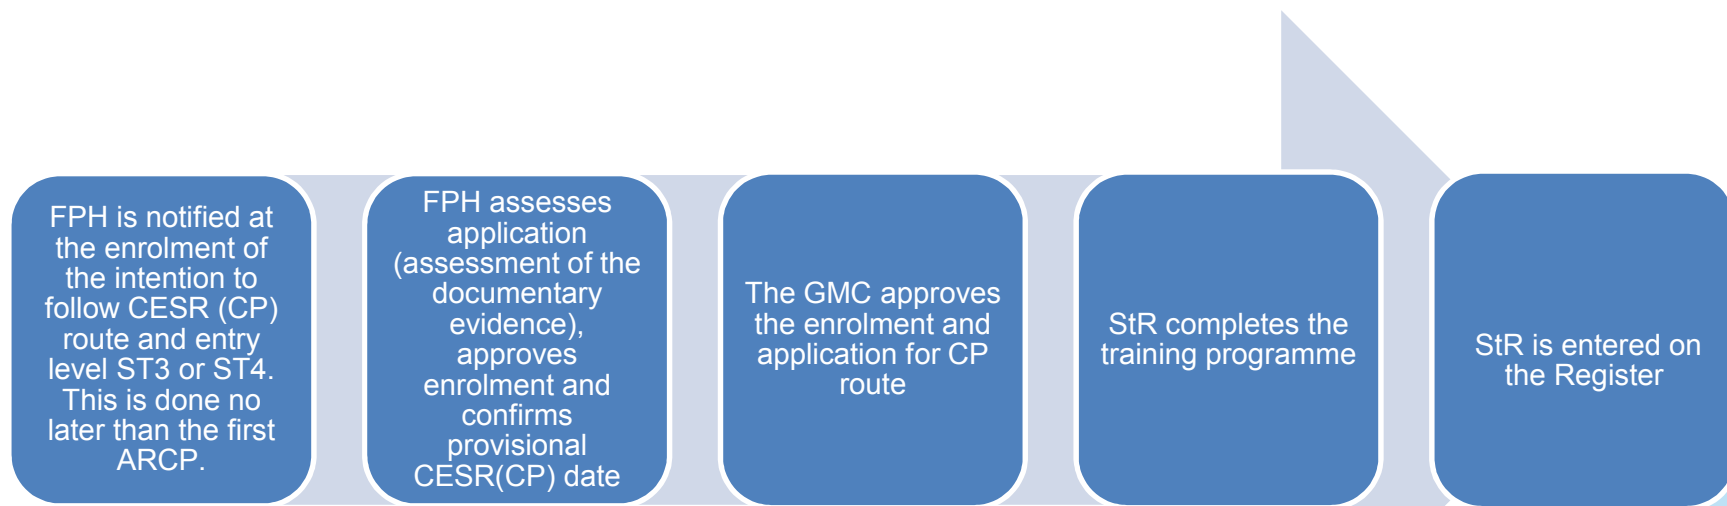 FPH is notified at
the enrolment of
the intention to
follow CESR (CP)
route and entry
level ST3 or ST4.
This is done no
later than the first
ARCP.
FPH assesses
application
(assessment of the
documentary
evidence),
approves
enrolment and
confirms
provisional
CESR(CP) date
The GMC approves
the enrolment and
application for CP
route
StR completes the
training programme
StR is entered on
the Register